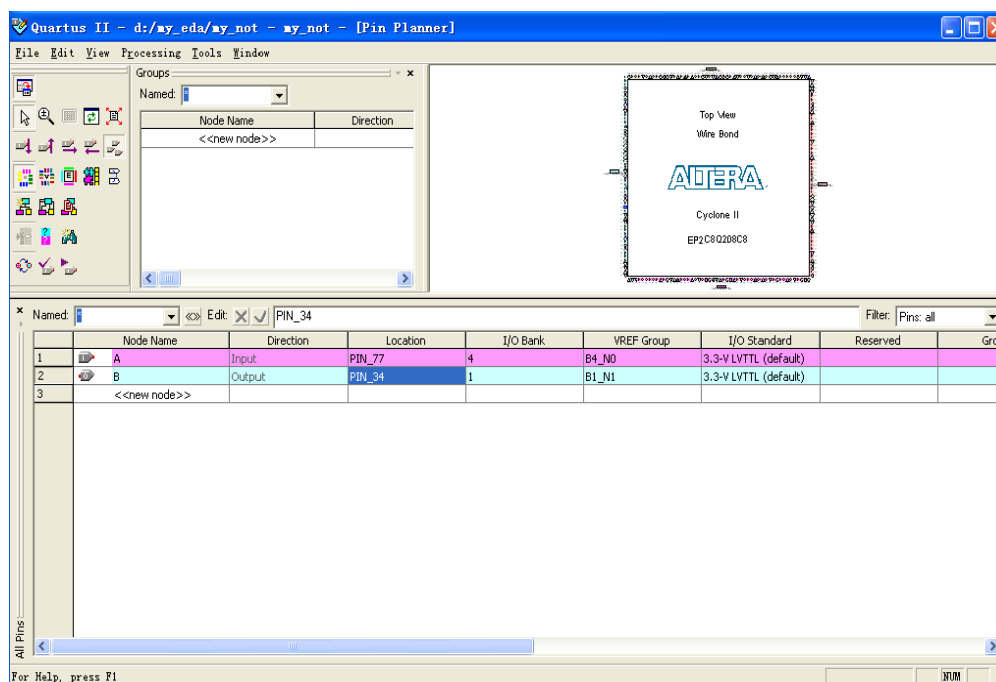 Quartus II - d:/my_eda/my_not - my_not - [Pin Planner]
File Edit View Processing Tools Window
Groups
Named: *
Node Name Direction
<<new node>>
Top View
Wire Bond
ALTERA
Cyclone II
EP2C8Q208C8
Named: * Edit: PIN_34 Filter: Pins: all
Node Name Direction Location I/O Bank VREF Group I/O Standard Reserved Gro
1 A Input PIN_77 4 B4_N0 3.3-V LVTTL (default)
2 B Output PIN_34 1 B1_N1 3.3-V LVTTL (default)
3 <<new node>>
All Pins
For Help, press F1 NUM